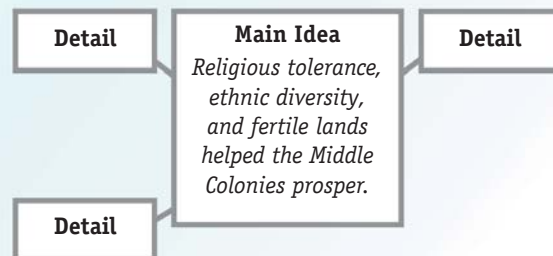 Detail
Main Idea
Religious tolerance,
ethnic diversity,
and fertile lands
helped the Middle
Colonies prosper.
Detail
Detail